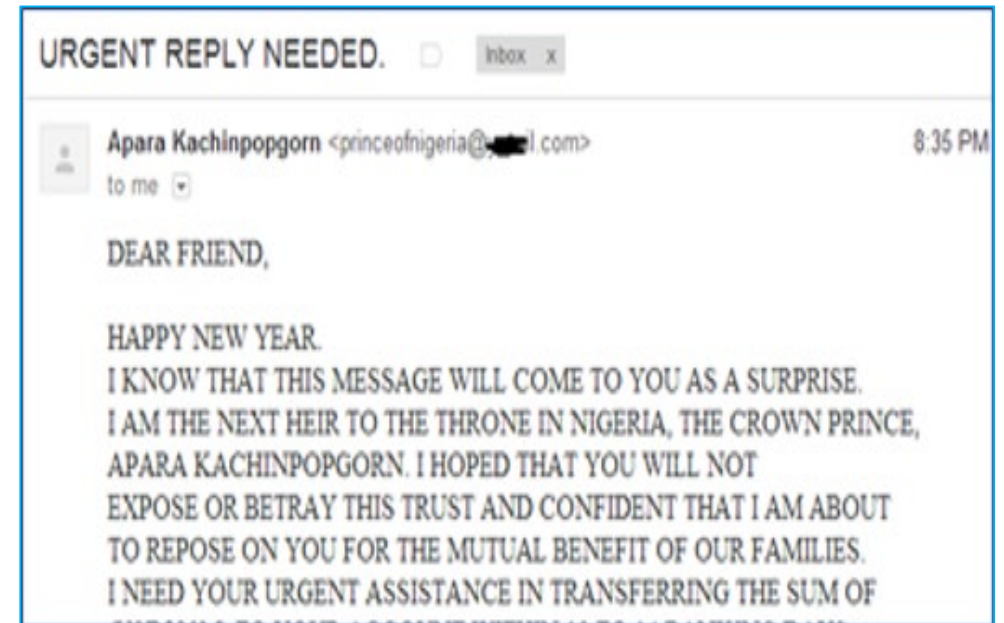 URGENT REPLY NEEDED. Inbox x
Apara Kachinpopgorn <princeofnigeria@ il.com> 8:35 PM
to me
DEAR FRIEND,
HAPPY NEW YEAR.
I KNOW THAT THIS MESSAGE WILL COME TO YOU AS A SURPRISE.
I AM THE NEXT HEIR TO THE THRONE IN NIGERIA, THE CROWN PRINCE,
APARA KACHINPOPGORN. I HOPED THAT YOU WILL NOT
EXPOSE OR BETRAY THIS TRUST AND CONFIDENT THAT I AM ABOUT
TO REPOSE ON YOU FOR THE MUTUAL BENEFIT OF OUR FAMILIES.
I NEED YOUR URGENT ASSISTANCE IN TRANSFERRING THE SUM OF